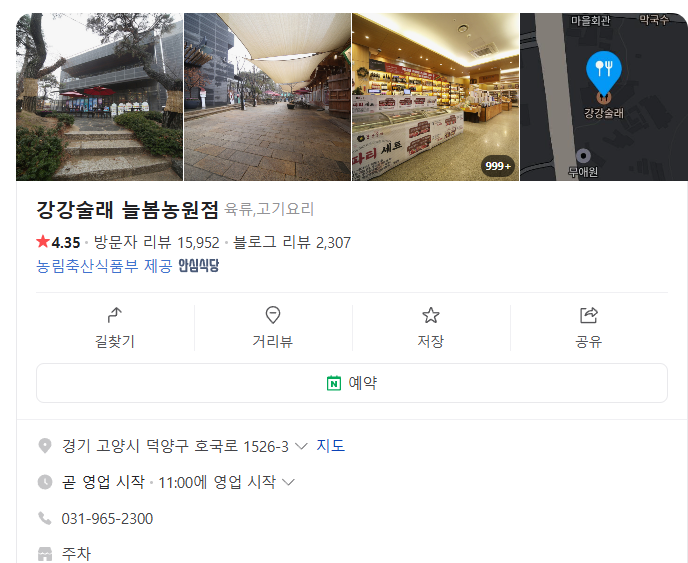 마을회관 막국수
강강술래
무애원
파티 세트
999+
강강술래 늘봄농원점 육류,고기요리
4.35 · 방문자 리뷰 15,952 · 블로그 리뷰 2,307
농림축산식품부 제공 안심식당
길찾기 거리뷰 저장 공유
N 예약
경기 고양시 덕양구 호국로 1526-3 지도
곧 영업 시작 · 11:00에 영업 시작
031-965-2300
주차